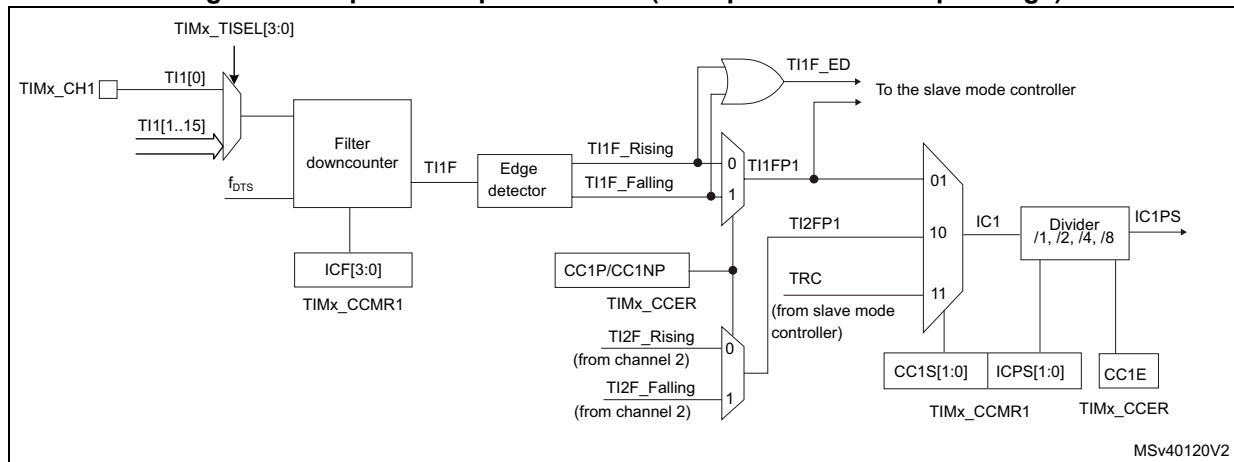 TIMx_TISEL[3:0]
TIMx_CH1
TI1[0]
TI1[1..15]
fDTS
Filter
downcounter
ICF[3:0]
TIMx_CCMR1
TI1F
Edge
detector
TI1F_Rising
TI1F_Falling
TI1F_ED
To the slave mode controller
0
1
TI1FP1
CC1P/CC1NP
TIMx_CCER
TI2F_Rising
(from channel 2)
TI2F_Falling
(from channel 2)
0
1
TI2FP1
TRC
(from slave mode
controller)
01
10
11
IC1
Divider
/1, /2, /4, /8
IC1PS
CC1S[1:0]
ICPS[1:0]
CC1E
TIMx_CCMR1
TIMx_CCER
MSv40120V2